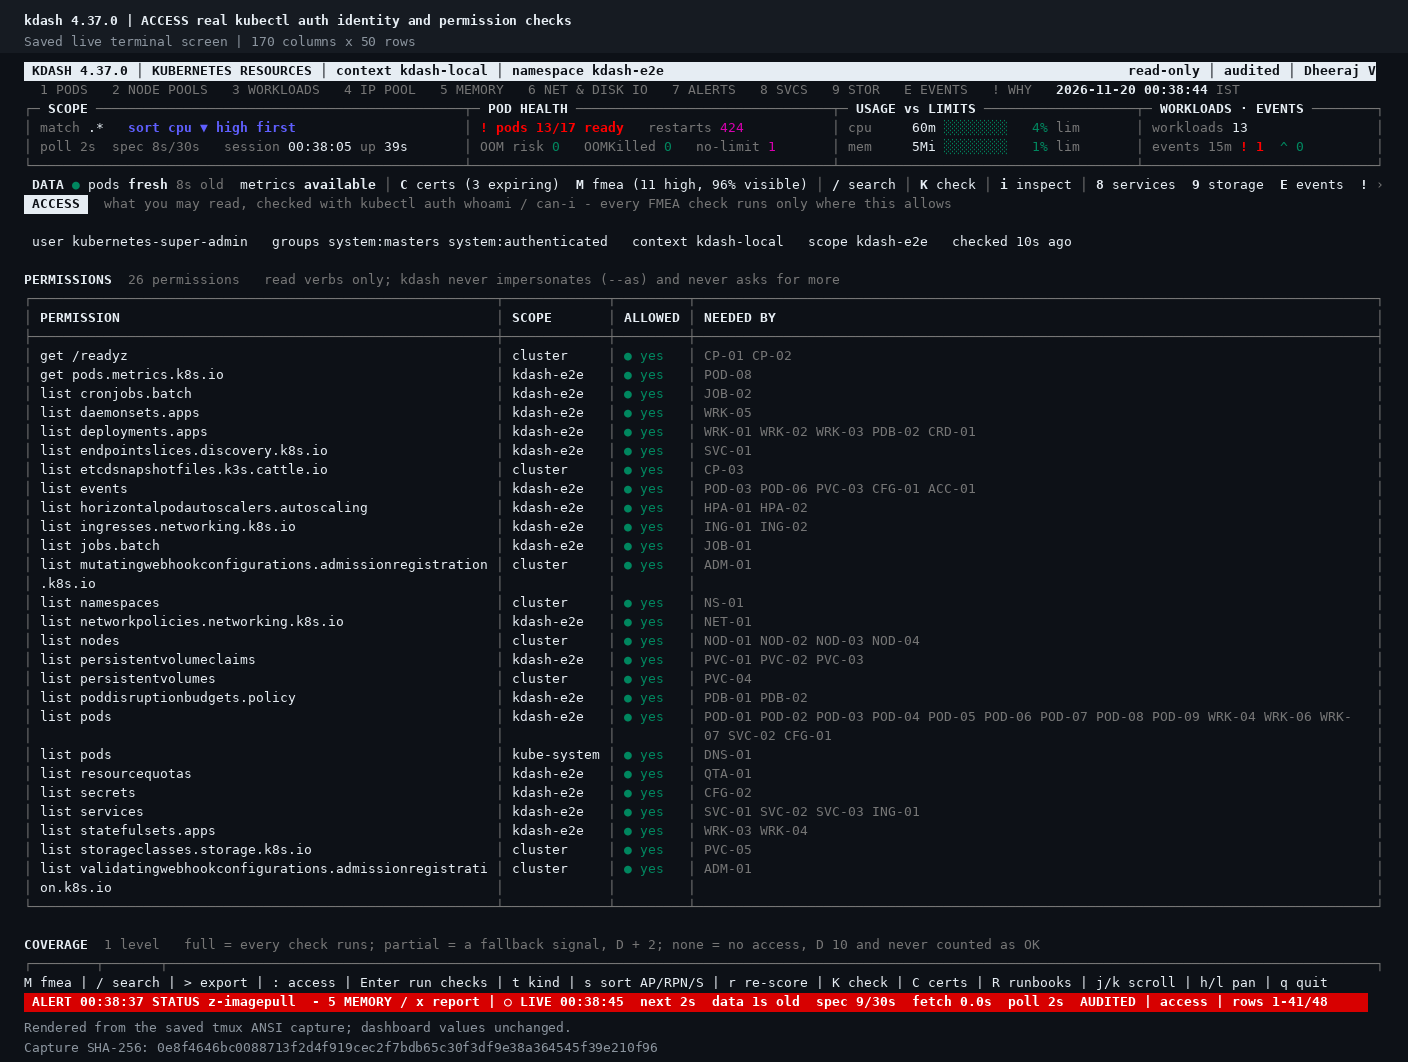 kdash 4.37.0 | ACCESS real kubectl auth identity and permission checks
Saved live terminal screen | 170 columns x 50 rows
KDASH 4.37.0 │ KUBERNETES RESOURCES │ context kdash-local │ namespace kdash-e2e read-only │ audited │ Dheeraj V
1 PODS 2 NODE POOLS 3 WORKLOADS 4 IP POOL 5 MEMORY 6 NET & DISK IO 7 ALERTS 8 SVCS 9 STOR E EVENTS ! WHY 2026-11-20 00:38:44 IST
SCOPE POD HEALTH USAGE vs LIMITS WORKLOADS · EVENTS
match .* sort cpu ▼ high first │ ! pods 13/17 ready restarts 424 │ cpu 60m ░░░░░░░░ 4% lim │ workloads 13
poll 2s spec 8s/30s session 00:38:05 up 39s │ OOM risk 0 OOMKilled 0 no-limit 1 │ mem 5Mi ░░░░░░░░ 1% lim │ events 15m ! 1 ^ 0
DATA ● pods fresh 8s old metrics available │ C certs (3 expiring) M fmea (11 high, 96% visible) │ / search │ K check │ i inspect │ 8 services 9 storage E events ! ›
ACCESS what you may read, checked with kubectl auth whoami / can-i - every FMEA check runs only where this allows
user kubernetes-super-admin groups system:masters system:authenticated context kdash-local scope kdash-e2e checked 10s ago
PERMISSIONS 26 permissions read verbs only; kdash never impersonates (--as) and never asks for more
PERMISSION │ SCOPE │ ALLOWED │ NEEDED BY
get /readyz │ cluster │ ● yes │ CP-01 CP-02
get pods.metrics.k8s.io │ kdash-e2e │ ● yes │ POD-08
list cronjobs.batch │ kdash-e2e │ ● yes │ JOB-02
list daemonsets.apps │ kdash-e2e │ ● yes │ WRK-05
list deployments.apps │ kdash-e2e │ ● yes │ WRK-01 WRK-02 WRK-03 PDB-02 CRD-01
list endpointslices.discovery.k8s.io │ kdash-e2e │ ● yes │ SVC-01
list etcdsnapshotfiles.k3s.cattle.io │ cluster │ ● yes │ CP-03
list events │ kdash-e2e │ ● yes │ POD-03 POD-06 PVC-03 CFG-01 ACC-01
list horizontalpodautoscalers.autoscaling │ kdash-e2e │ ● yes │ HPA-01 HPA-02
list ingresses.networking.k8s.io │ kdash-e2e │ ● yes │ ING-01 ING-02
list jobs.batch │ kdash-e2e │ ● yes │ JOB-01
list mutatingwebhookconfigurations.admissionregistration │ cluster │ ● yes │ ADM-01
.k8s.io
list namespaces │ cluster │ ● yes │ NS-01
list networkpolicies.networking.k8s.io │ kdash-e2e │ ● yes │ NET-01
list nodes │ cluster │ ● yes │ NOD-01 NOD-02 NOD-03 NOD-04
list persistentvolumeclaims │ kdash-e2e │ ● yes │ PVC-01 PVC-02 PVC-03
list persistentvolumes │ cluster │ ● yes │ PVC-04
list poddisruptionbudgets.policy │ kdash-e2e │ ● yes │ PDB-01 PDB-02
list pods │ kdash-e2e │ ● yes │ POD-01 POD-02 POD-03 POD-04 POD-05 POD-06 POD-07 POD-08 POD-09 WRK-04 WRK-06 WRK-
07 SVC-02 CFG-01
list pods │ kube-system │ ● yes │ DNS-01
list resourcequotas │ kdash-e2e │ ● yes │ QTA-01
list secrets │ kdash-e2e │ ● yes │ CFG-02
list services │ kdash-e2e │ ● yes │ SVC-01 SVC-02 SVC-03 ING-01
list statefulsets.apps │ kdash-e2e │ ● yes │ WRK-03 WRK-04
list storageclasses.storage.k8s.io │ cluster │ ● yes │ PVC-05
list validatingwebhookconfigurations.admissionregistrati │ cluster │ ● yes │ ADM-01
on.k8s.io
COVERAGE 1 level full = every check runs; partial = a fallback signal, D + 2; none = no access, D 10 and never counted as OK
M fmea | / search | > export | : access | Enter run checks | t kind | s sort AP/RPN/S | r re-score | K check | C certs | R runbooks | j/k scroll | h/l pan | q quit
ALERT 00:38:37 STATUS z-imagepull - 5 MEMORY / x report | ○ LIVE 00:38:45 next 2s data 1s old spec 9/30s fetch 0.0s poll 2s AUDITED | access | rows 1-41/48
Rendered from the saved tmux ANSI capture; dashboard values unchanged.
Capture SHA-256: 0e8f4646bc0088713f2d4f919cec2f7bdb65c30f3df9e38a364545f39e210f96